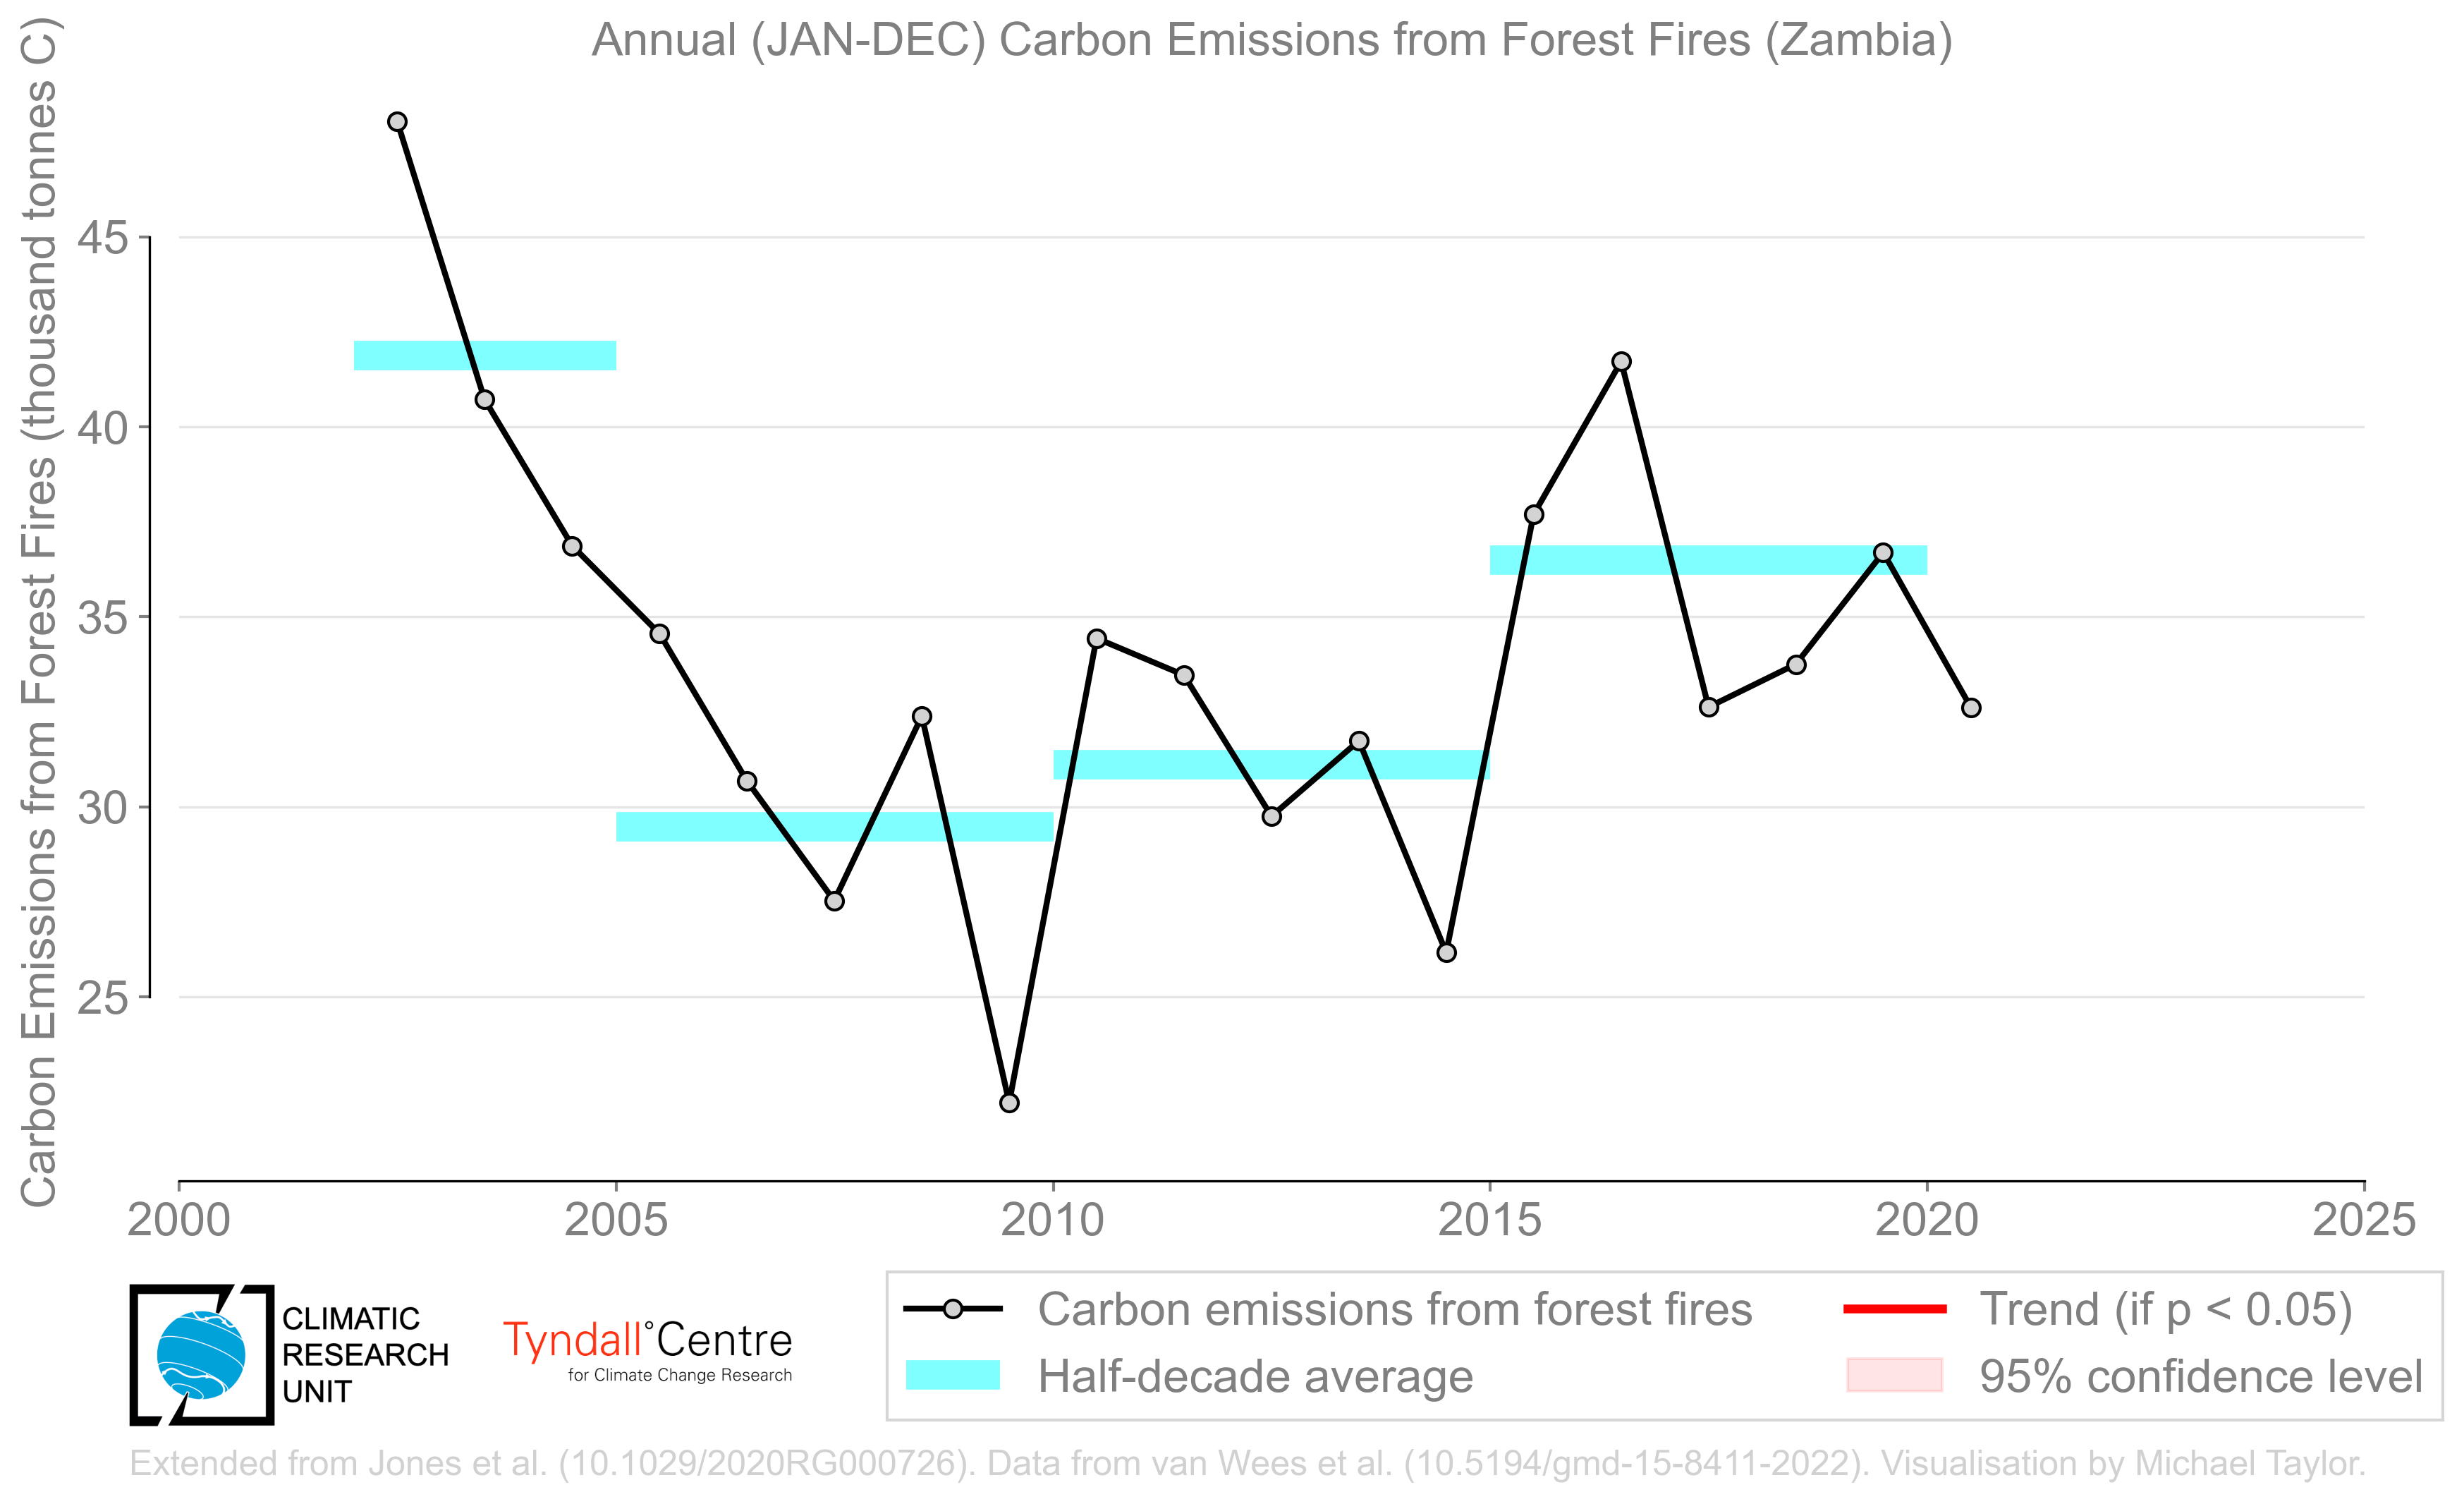 Annual (JAN-DEC) Carbon Emissions from Forest Fires (Zambia)
Carbon Emissions from Forest Fires (thousand tonnes C)
45
40
35
30
25
2000 2005 2010 2015 2020 2025
CLIMATIC
RESEARCH
UNIT
Tyndall°Centre
for Climate Change Research
Carbon emissions from forest fires
Half-decade average
Trend (if p < 0.05)
95% confidence level
Extended from Jones et al. (10.1029/2020RG000726). Data from van Wees et al. (10.5194/gmd-15-8411-2022). Visualisation by Michael Taylor.